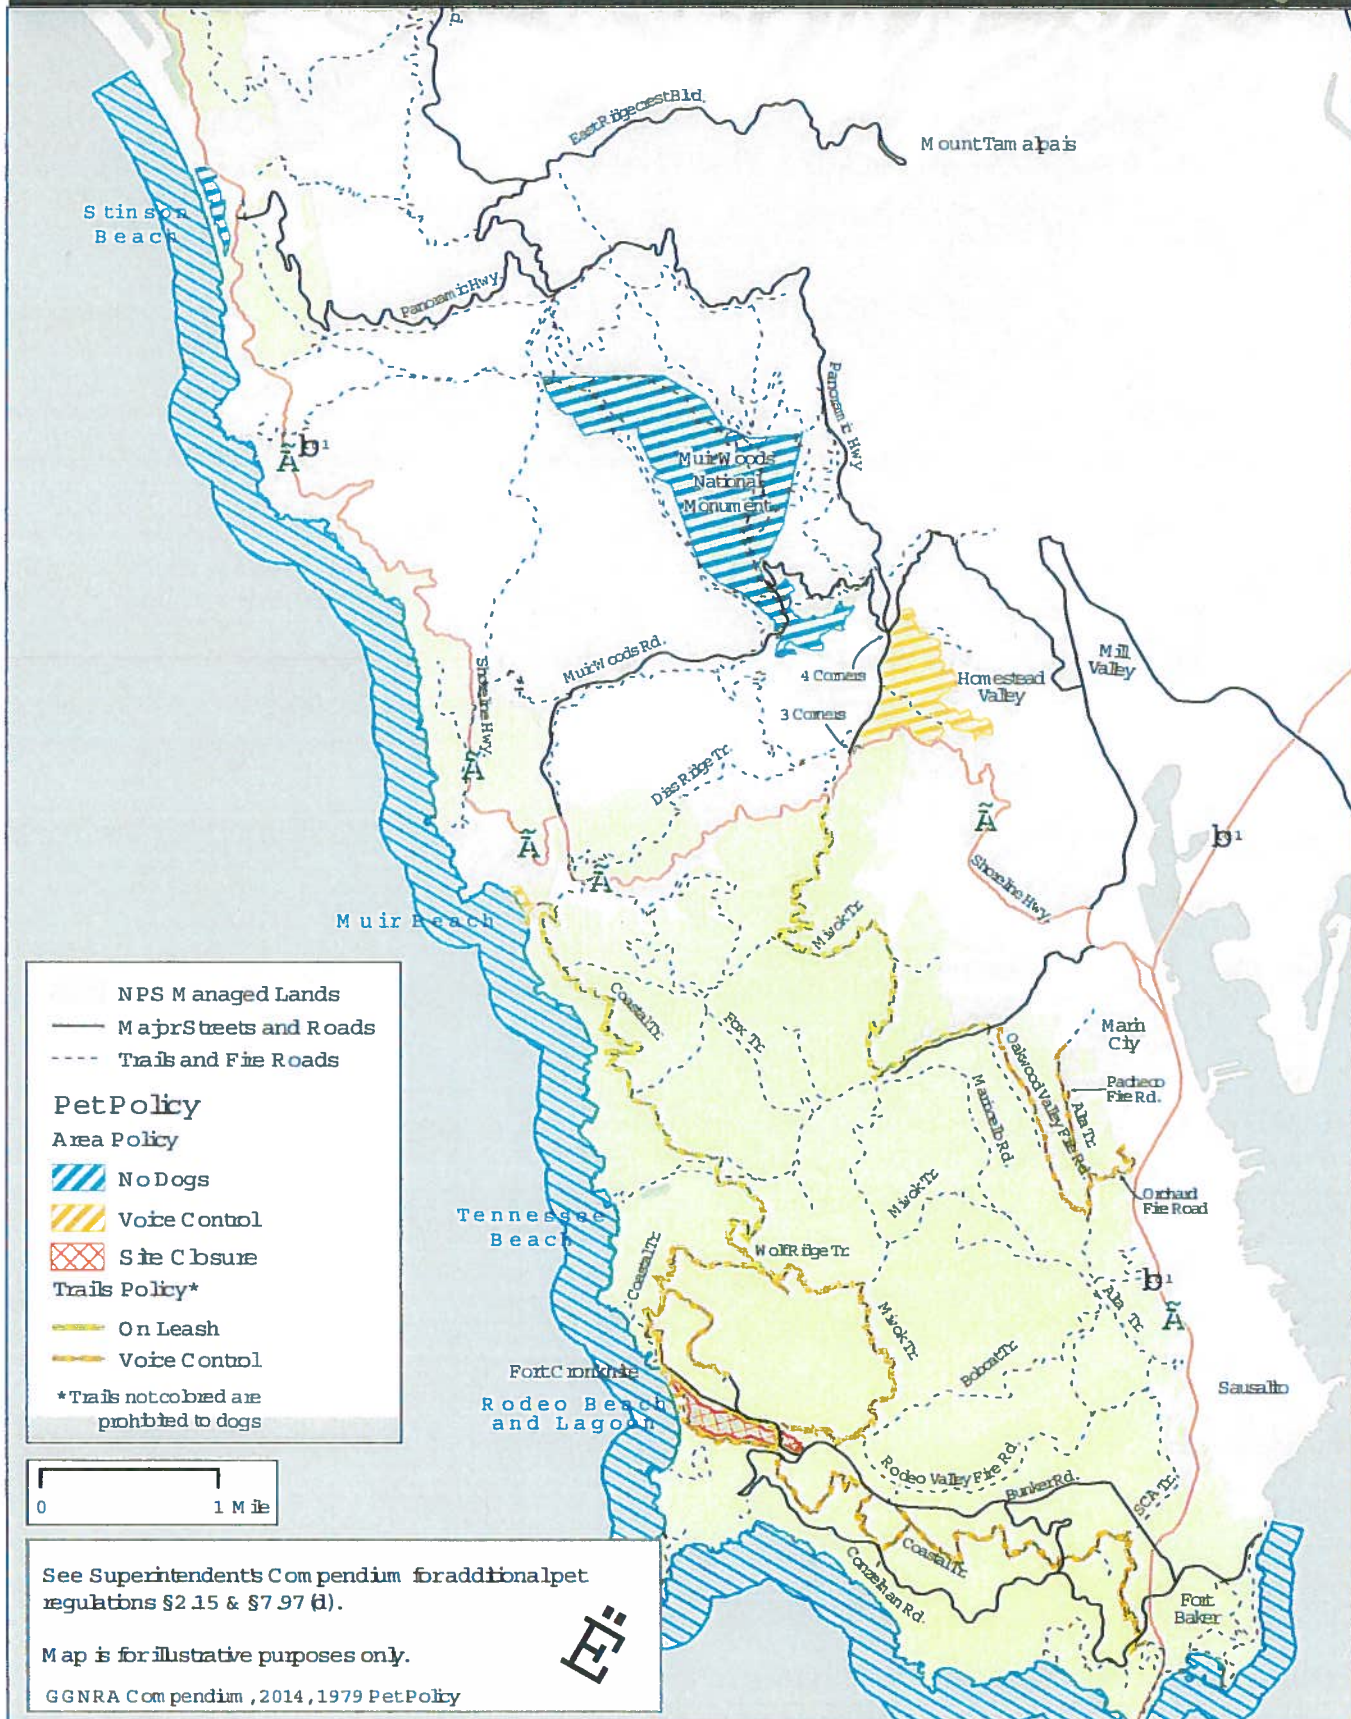 East Ridgecrest Blvd.
Mount Tamalpais
Stinson
Beach
Panoramic Hwy.
Panoramic Hwy
Muir Woods
National
Monument
Muir Woods Rd.
4 Corners
3 Corners
Homestead
Valley
Mill
Valley
Shoreline Hwy.
Dias Ridge Tr.
Shoreline Hwy.
Muir Beach
Miwok Tr.
Coastal Tr.
Fox Tr.
Marin
City
Pacheco
Fire Rd.
Oakwood Valley Fire Rd.
Alta Tr.
Marincello Rd.
Miwok Tr.
Orchard
Fire Road
Tennessee
Beach
Coastal Tr.
Wolf Ridge Tr.
Miwok Tr.
Alta Tr.
Bobcat Tr.
Sausalito
Fort Cronkhite
Rodeo Beach
and Lagoon
Rodeo Valley Fire Rd.
Bunker Rd.
SCA Tr.
Coastal Tr.
Conzelman Rd.
Fort
Baker
NPS Managed Lands
Major Streets and Roads
Trails and Fire Roads
Pet Policy
Area Policy
No Dogs
Voice Control
Site Closure
Trails Policy*
On Leash
Voice Control
*Trails not colored are
prohibited to dogs
0 1 Mile
See Superintendent's Compendium for additional pet
regulations §2.15 & §7.97 (d).
Map is for illustrative purposes only.
GGNRA Compendium, 2014, 1979 Pet Policy